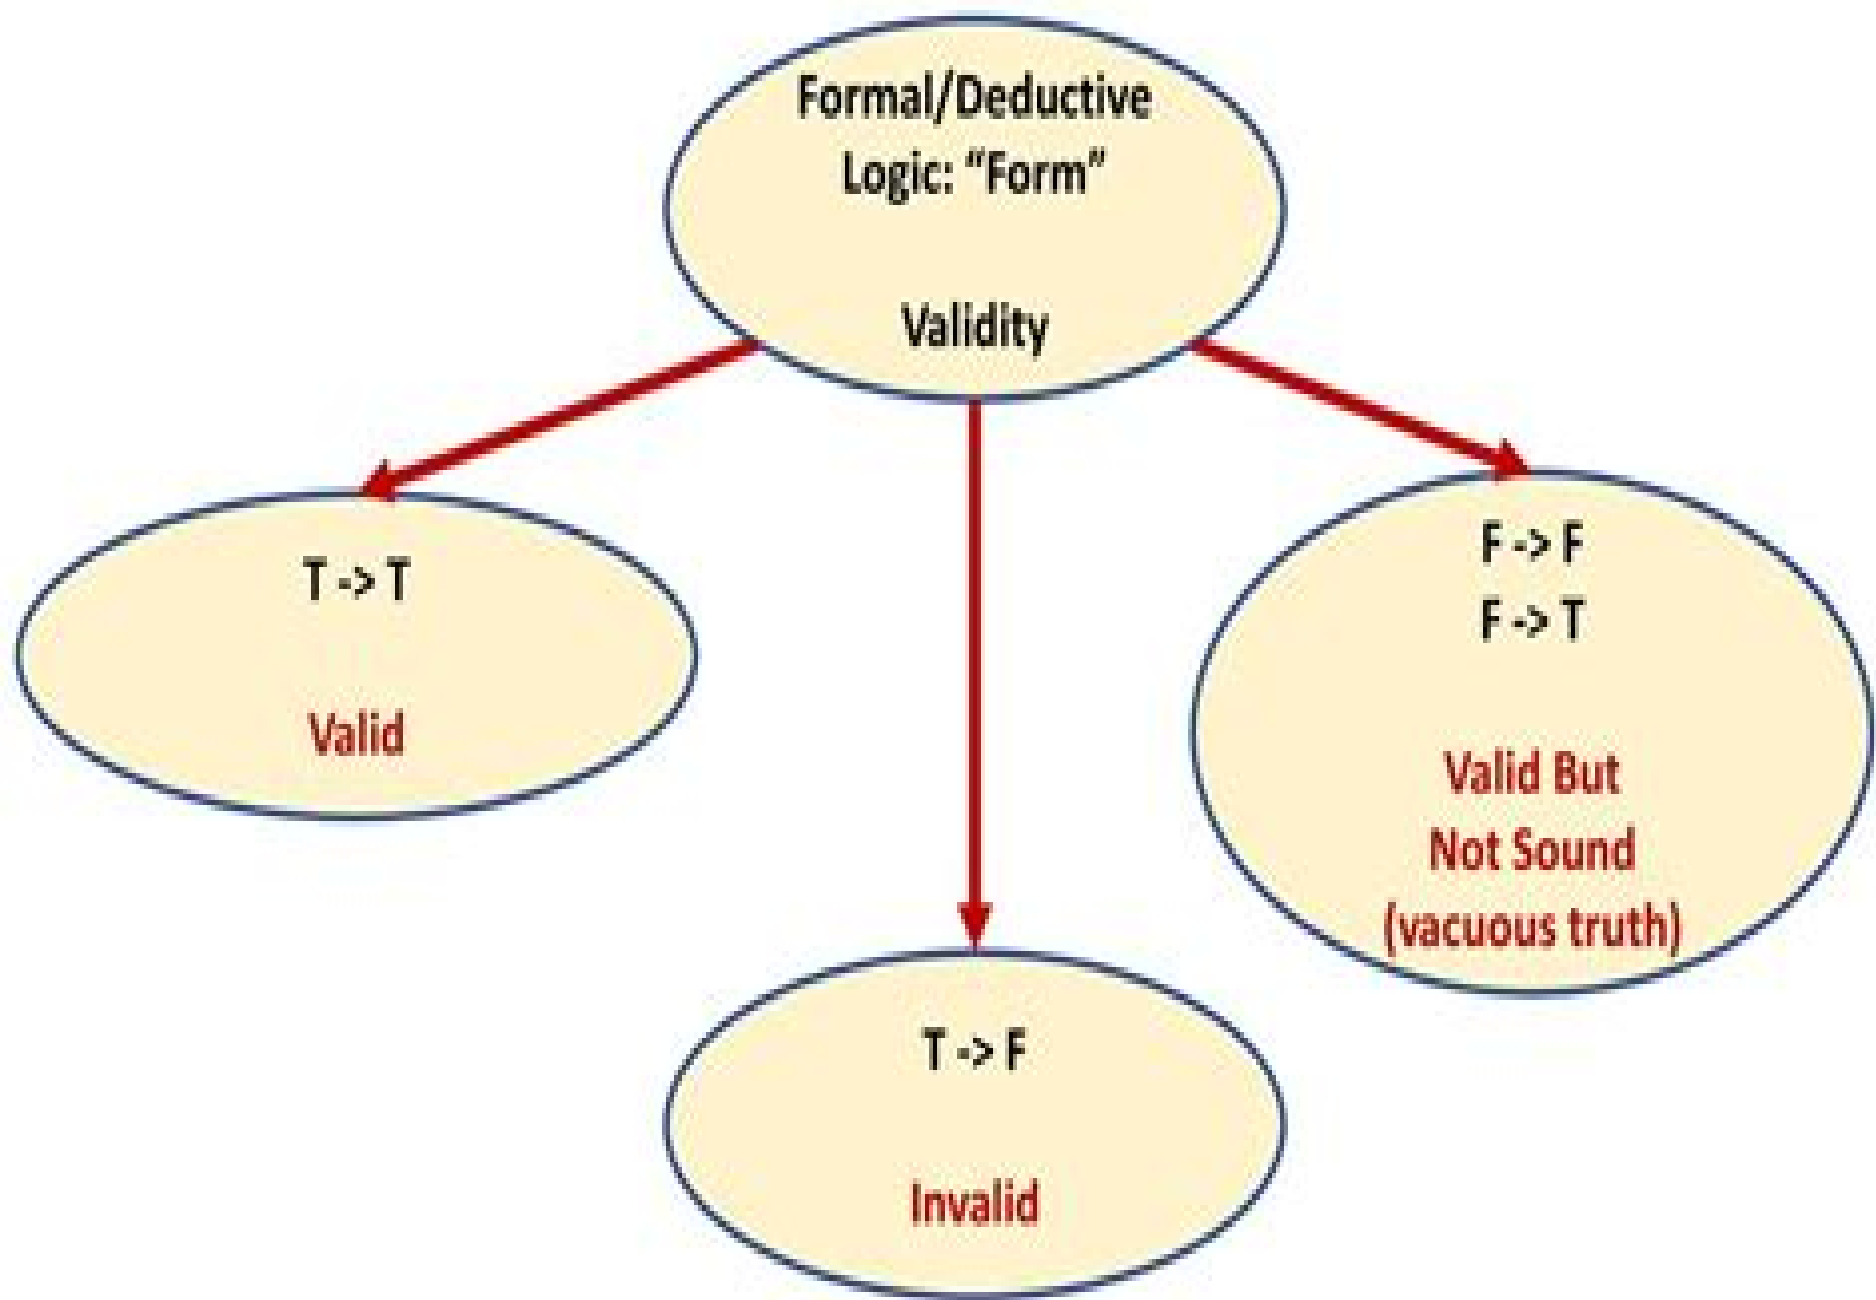 Formal/Deductive
Logic: “Form”
Validity
T -> T
Valid
F -> F
F -> T
Valid But
Not Sound
(vacuous truth)
T -> F
Invalid